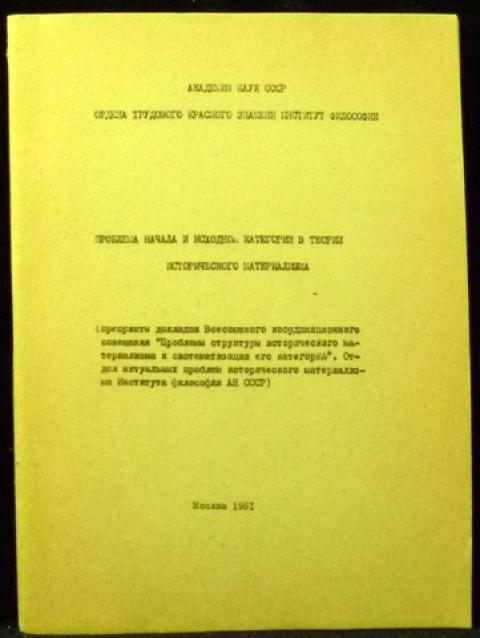 АКАДЕМИЯ НАУК СССР
ОРДЕНА ТРУДОВОГО КРАСНОГО ЗНАМЕНИ ИНСТИТУТ ФИЛОСОФИИ
ПРОБЛЕМА НАЧАЛА И ИСХОДНЫХ КАТЕГОРИИ В ТЕОРИИ
ИСТОРИЧЕСКОГО МАТЕРИАЛИЗМА
(препринты докладов Всесоюзного координационного
совещания "Проблемы структуры исторического ма-
териализма и систематизация его категорий". От-
дел актуальных проблем исторического материализ-
ма Института философии АН СССР)
Москва 1981